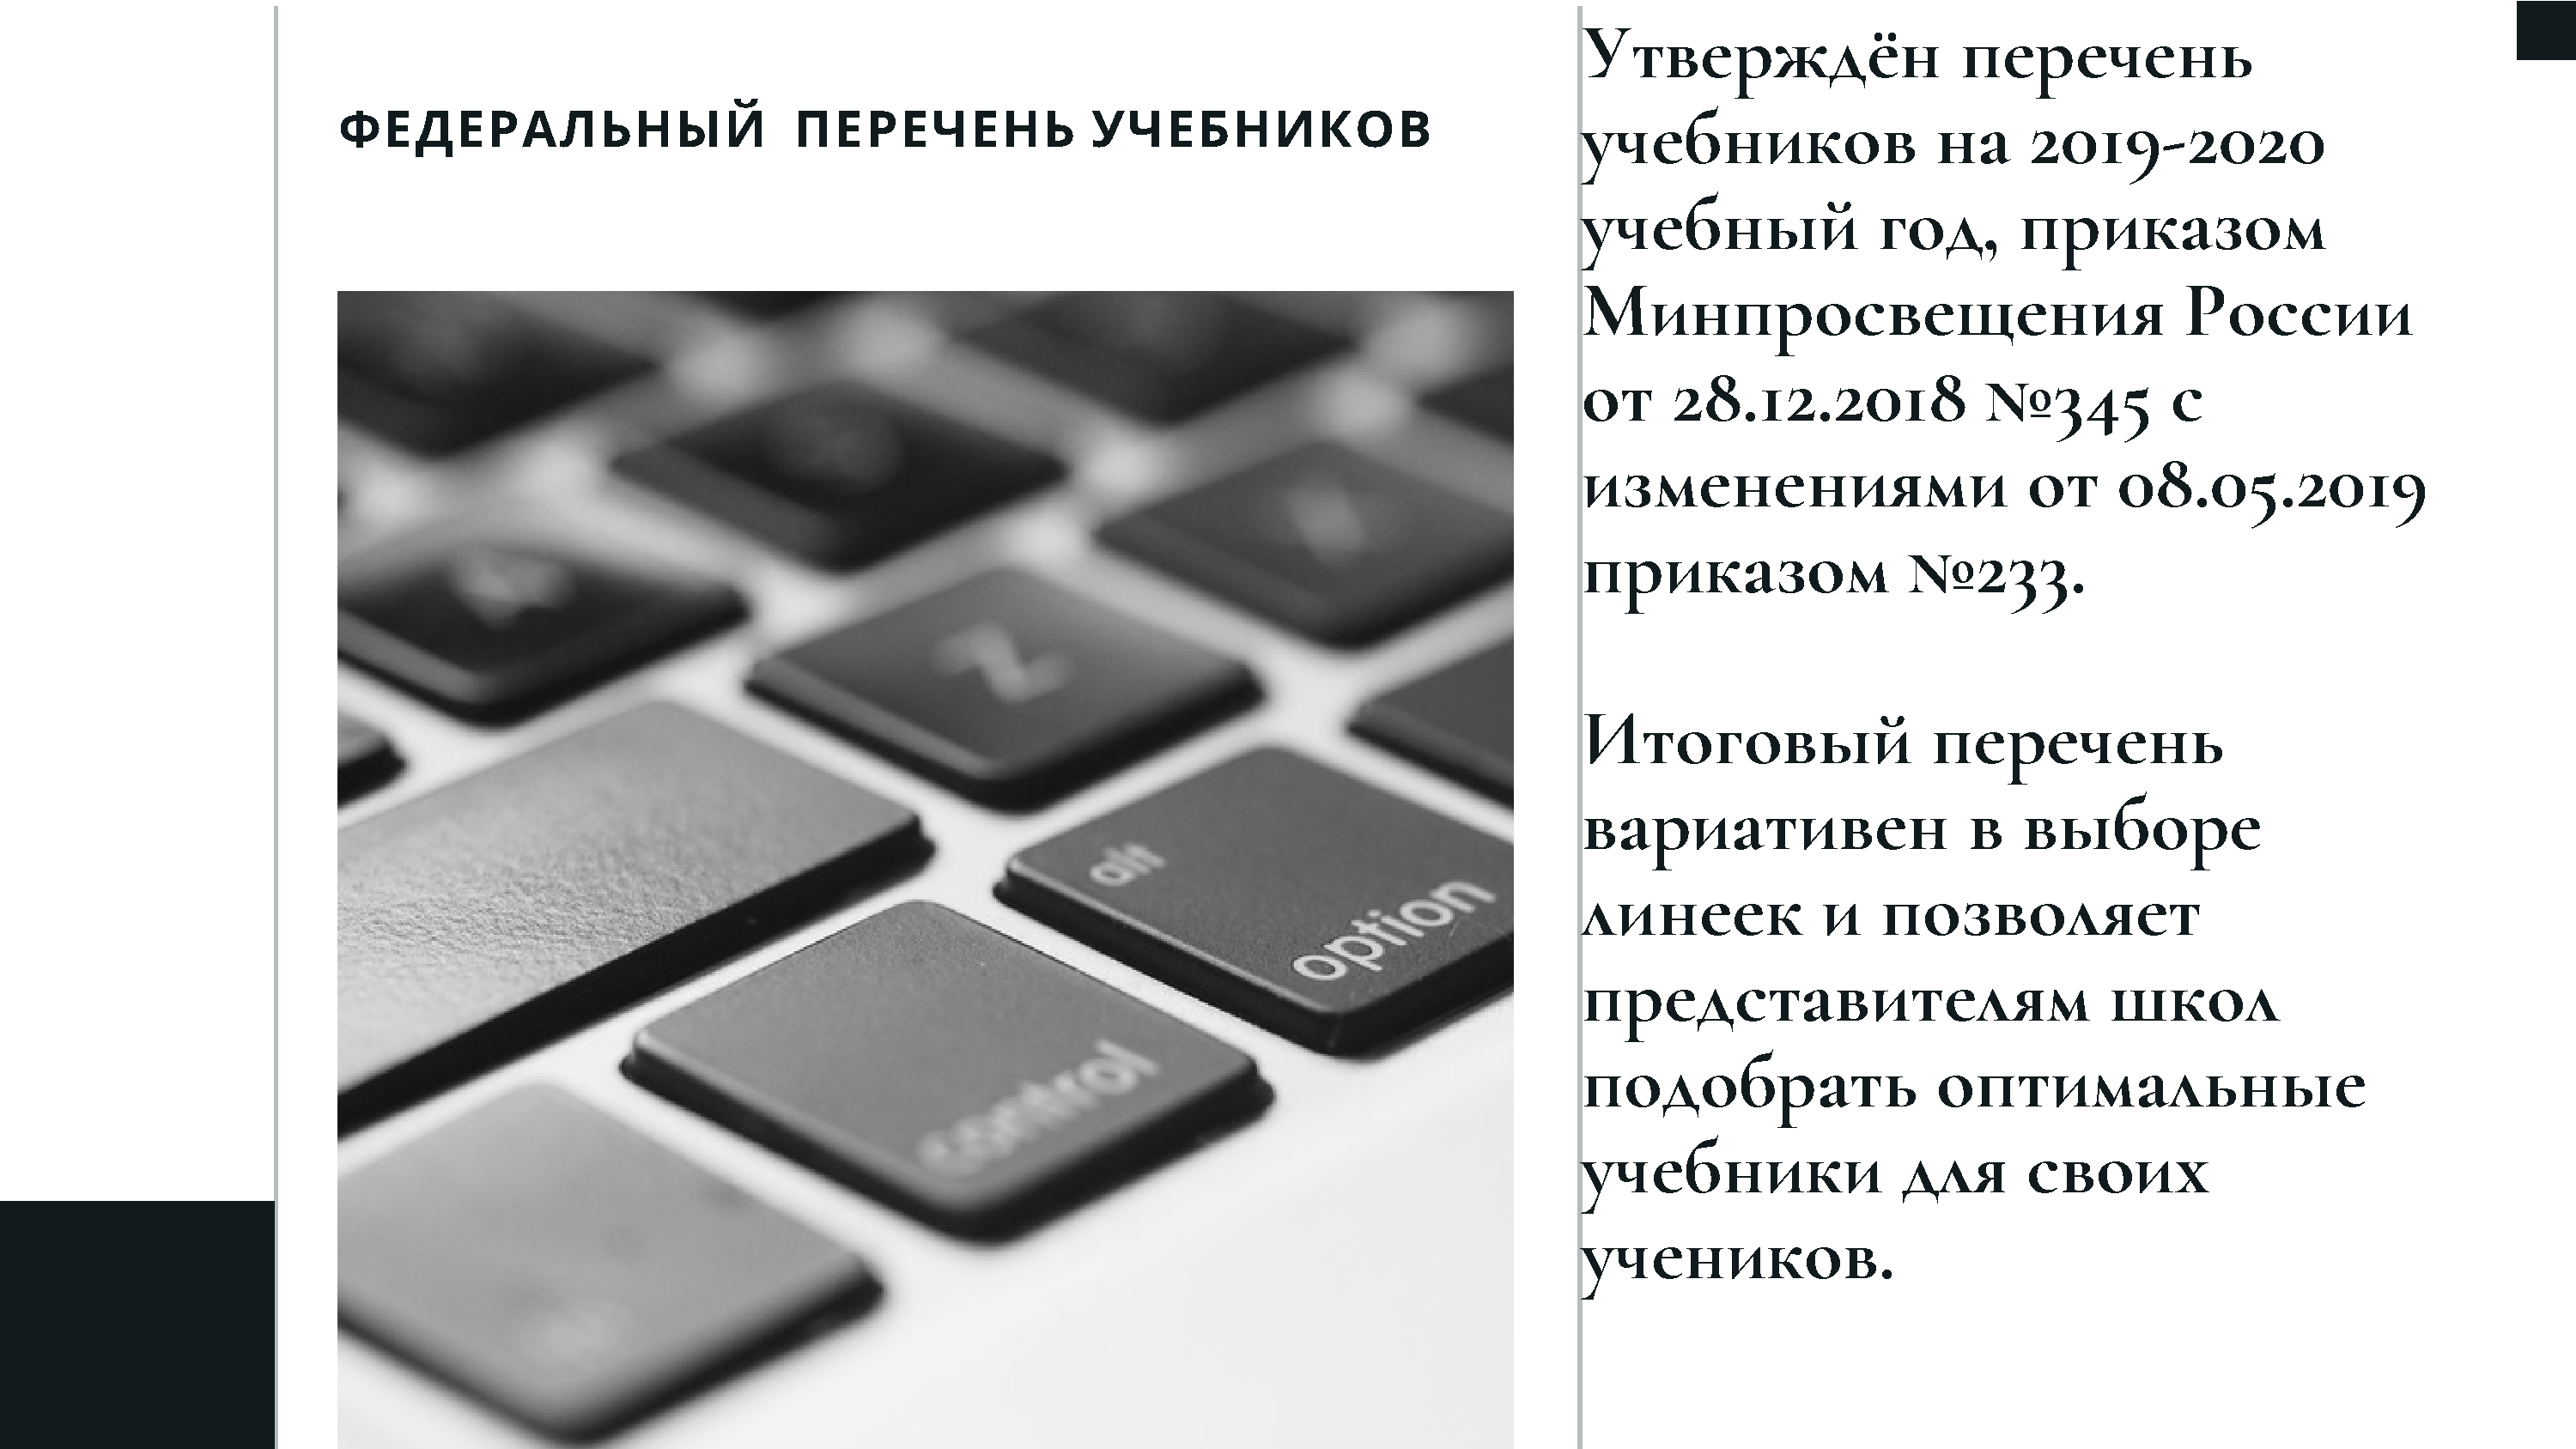 ФЕДЕРАЛЬНЫЙ ПЕРЕЧЕНЬ УЧЕБНИКОВ
Утверждён перечень
учебников на 2019-2020
учебный год, приказом
Минпросвещения России
от 28.12.2018 №345 с
изменениями от 08.05.2019
приказом №233.
Итоговый перечень
вариативен в выборе
линеек и позволяет
представителям школ
подобрать оптимальные
учебники для своих
учеников.
A
Z
alt
option
control